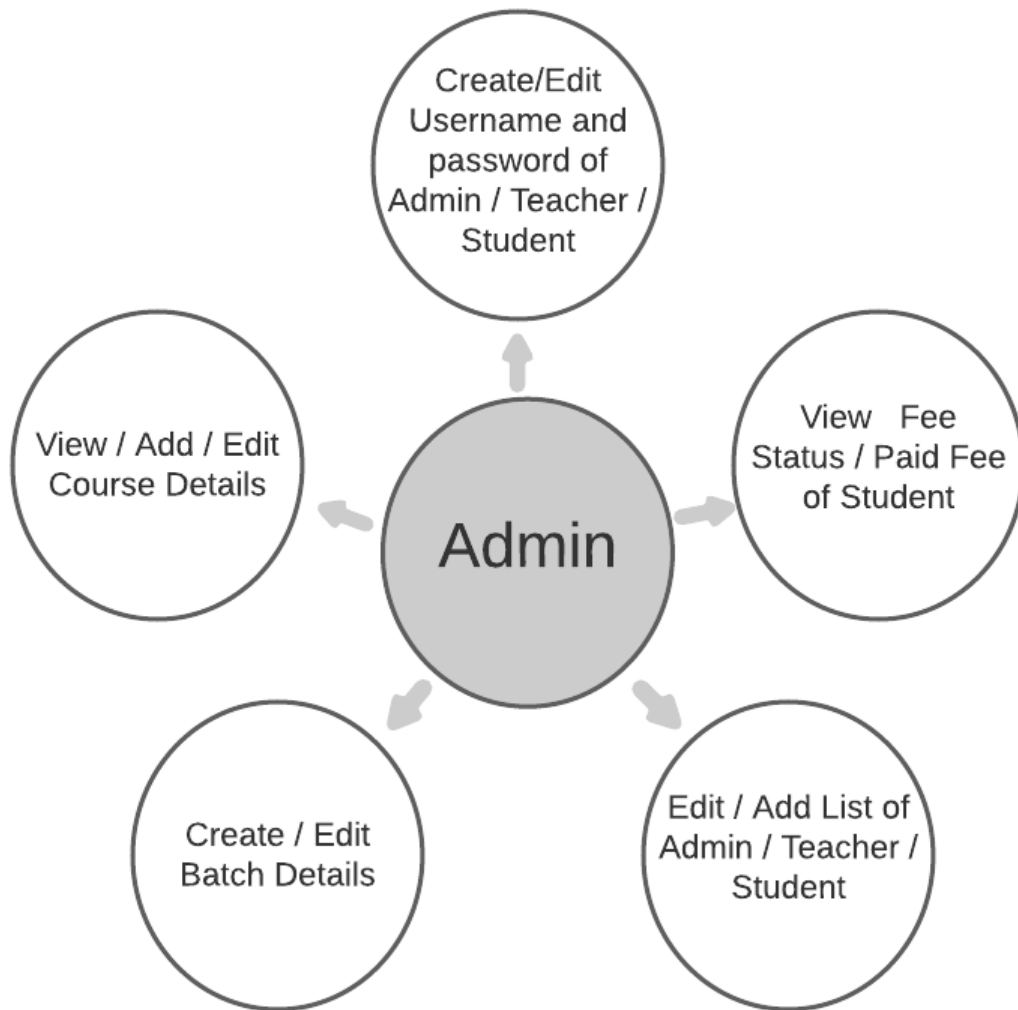 Create/Edit
Username and
password of
Admin / Teacher /
Student
View / Add / Edit
Course Details
View Fee
Status / Paid Fee
of Student
Admin
Create / Edit
Batch Details
Edit / Add List of
Admin / Teacher /
Student